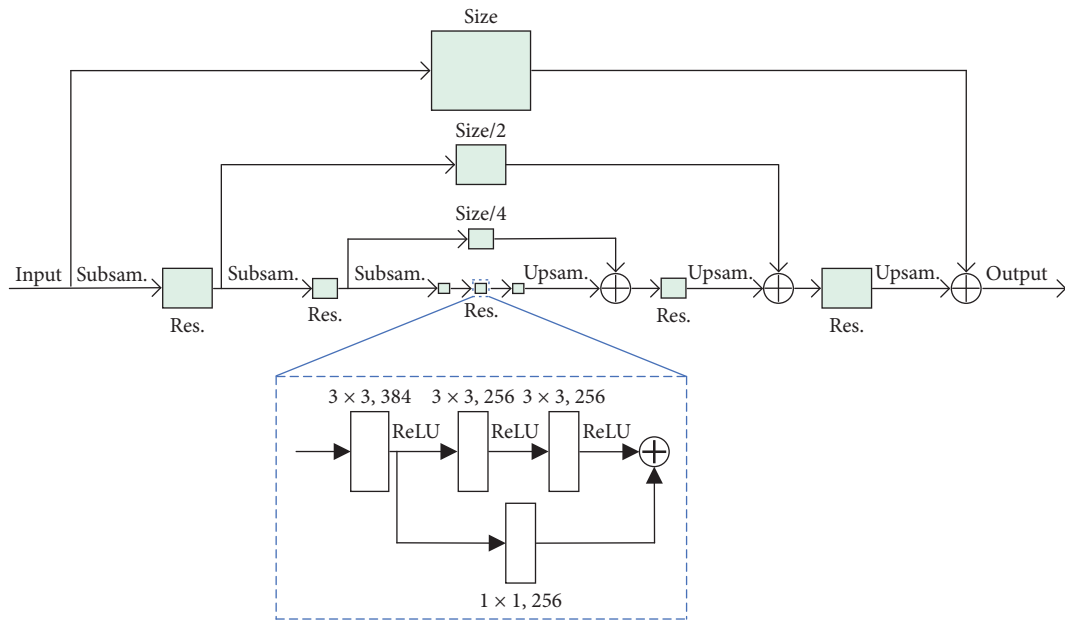 Size
Size/2
Size/4
Input Subsam. Subsam. Subsam. Upsam. Upsam. Upsam. Output
Res. Res. Res. Res. Res.
3 × 3, 384 3 × 3, 256 3 × 3, 256
ReLU ReLU ReLU
1 × 1, 256